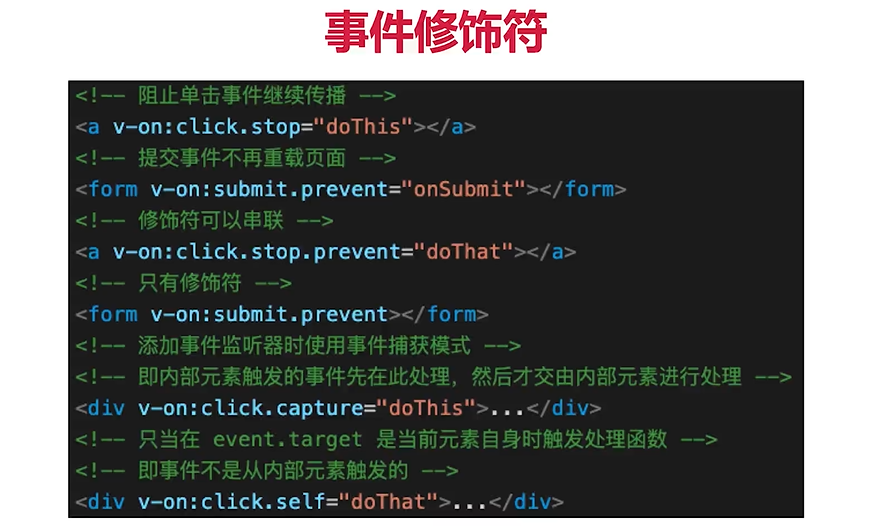 事件修饰符
<!-- 阻止单击事件继续传播 -->
<a v-on:click.stop="doThis"></a>
<!-- 提交事件不再重载页面 -->
<form v-on:submit.prevent="onSubmit"></form>
<!-- 修饰符可以串联 -->
<a v-on:click.stop.prevent="doThat"></a>
<!-- 只有修饰符 -->
<form v-on:submit.prevent></form>
<!-- 添加事件监听器时使用事件捕获模式 -->
<!-- 即内部元素触发的事件先在此处理，然后才交由内部元素进行处理 -->
<div v-on:click.capture="doThis">...</div>
<!-- 只当在 event.target 是当前元素自身时触发处理函数 -->
<!-- 即事件不是从内部元素触发的 -->
<div v-on:click.self="doThat">...</div>